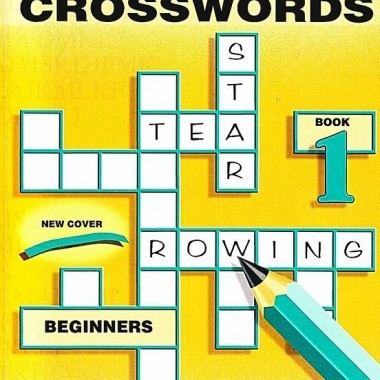 CROSSWORDS
STAR
TEA
BOOK
1
NEW COVER
ROWING
BEGINNERS